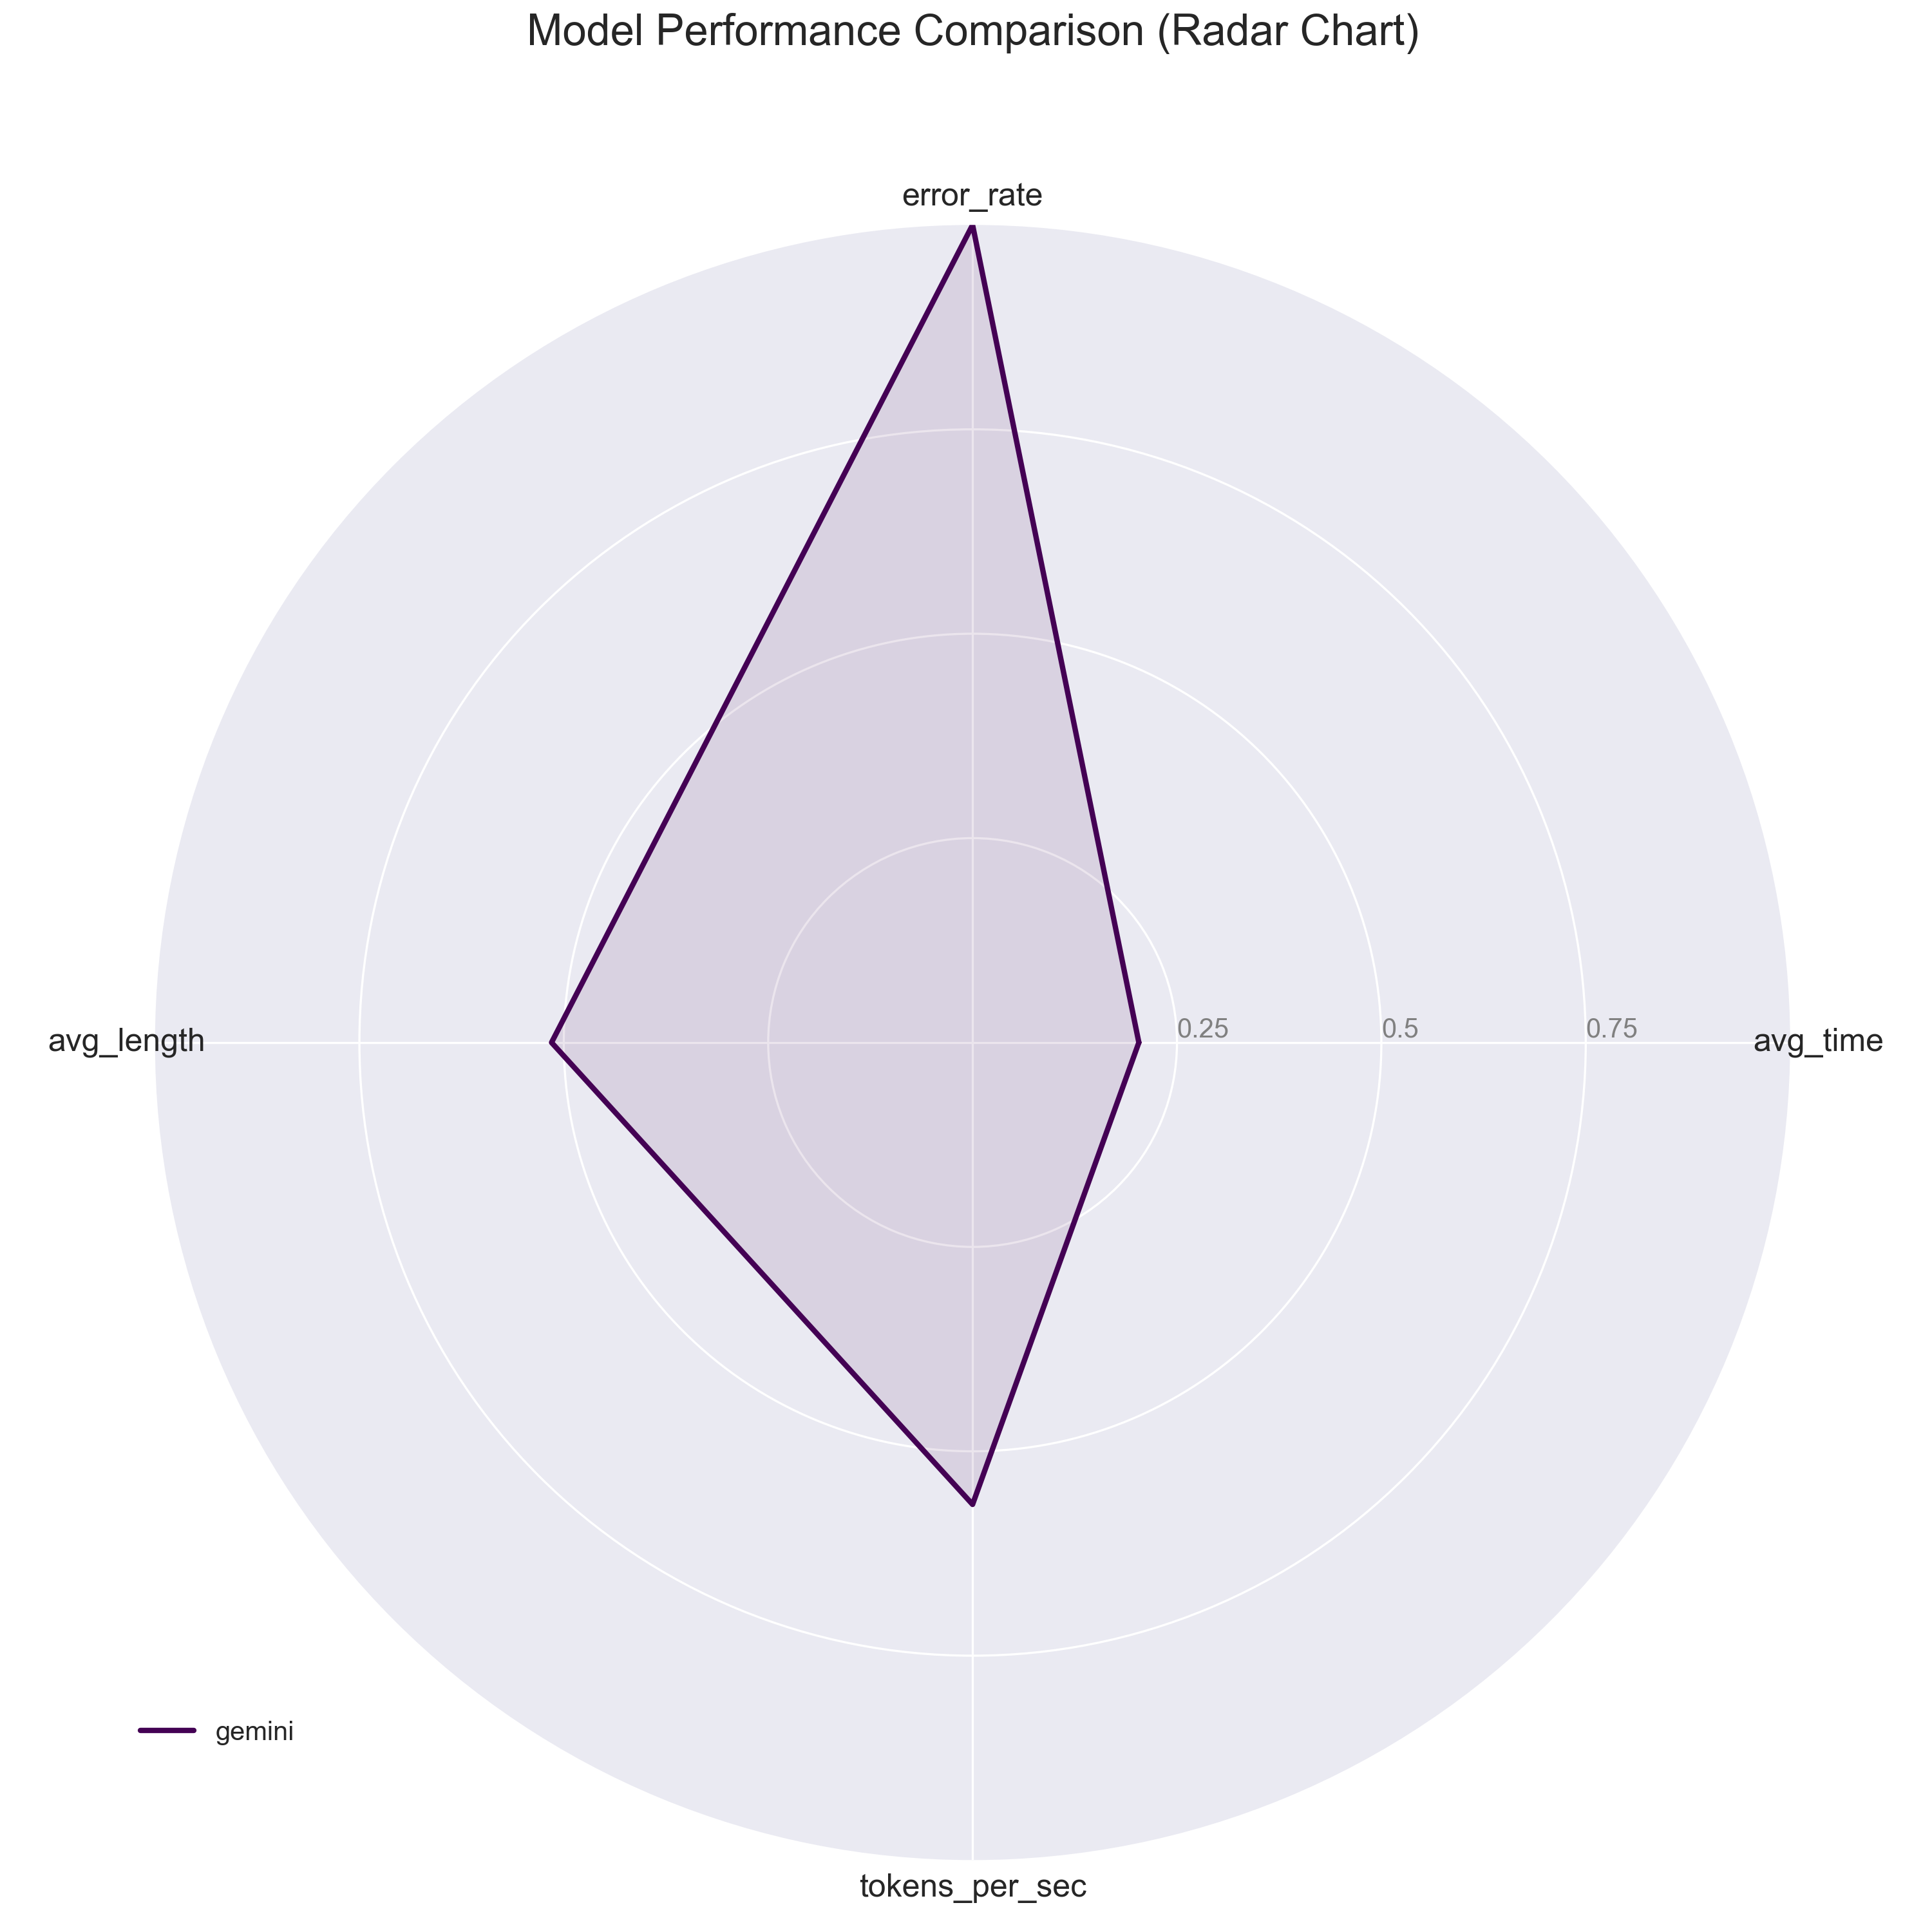 Model Performance Comparison (Radar Chart)
error_rate
avg_length
0.25
0.5
0.75
avg_time
gemini
tokens_per_sec